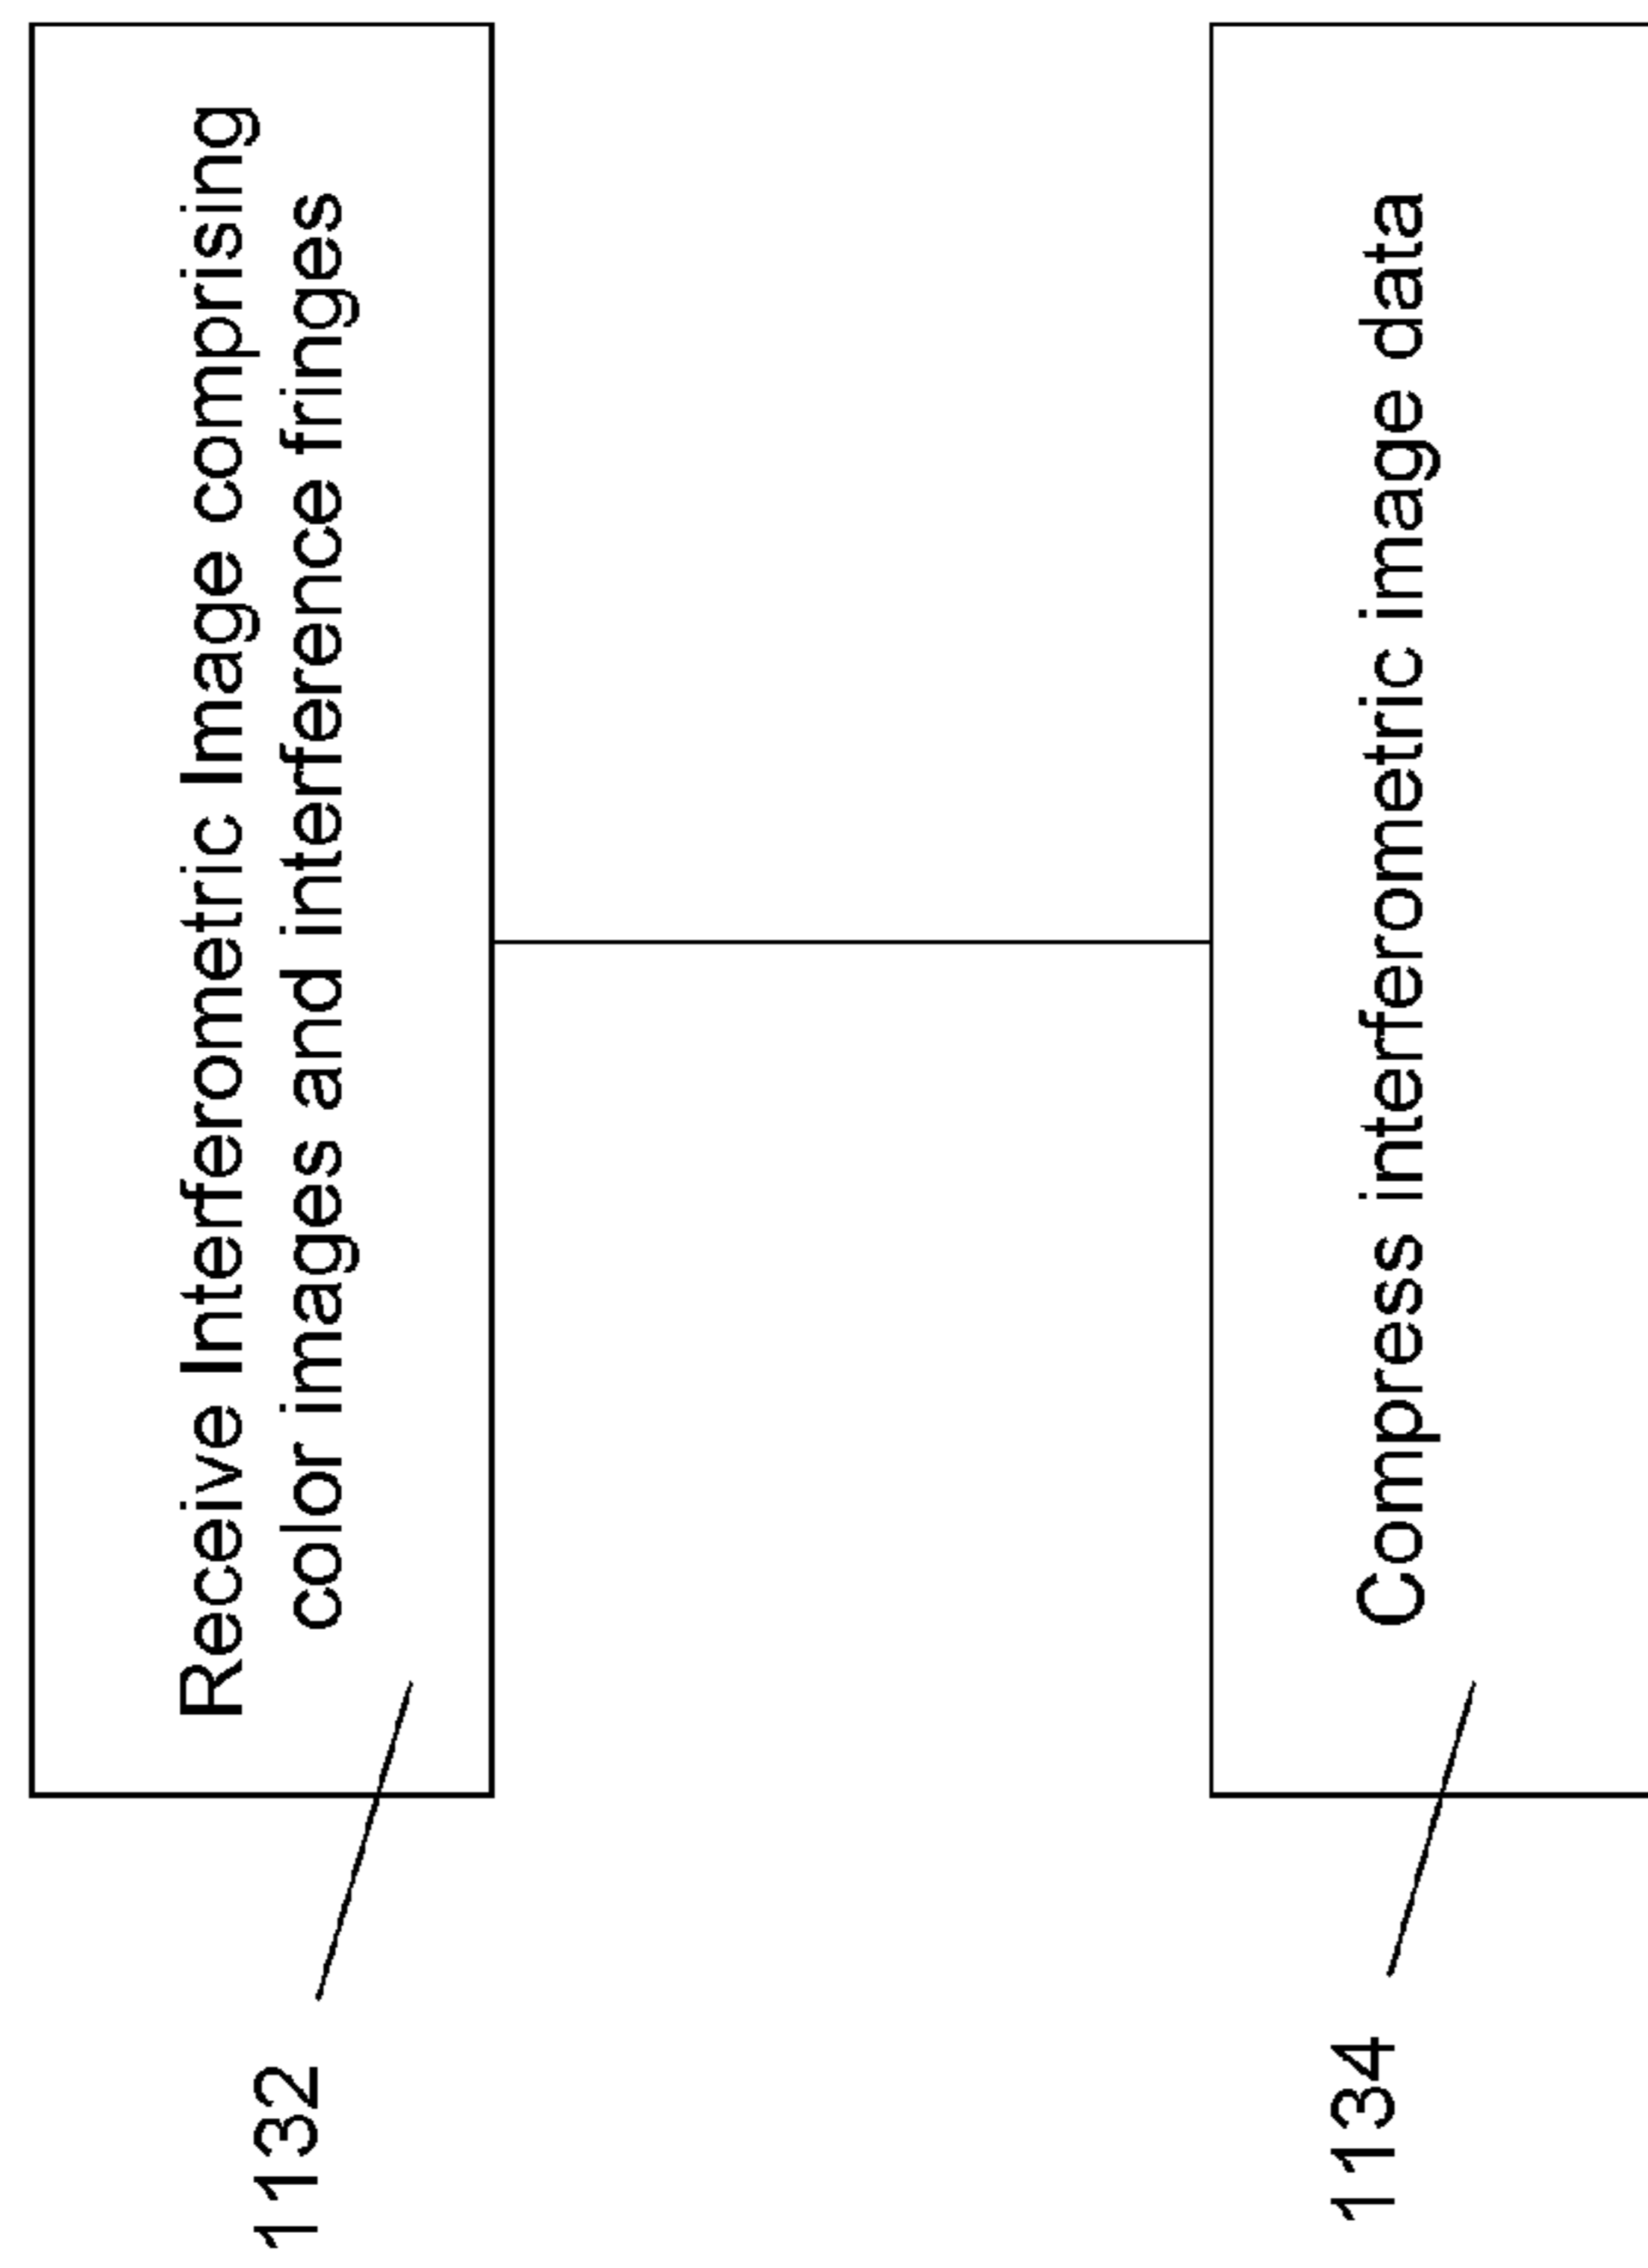 Receive Interferometric Image comprising
color images and interference fringes
1132
Compress interferometric image data
1134